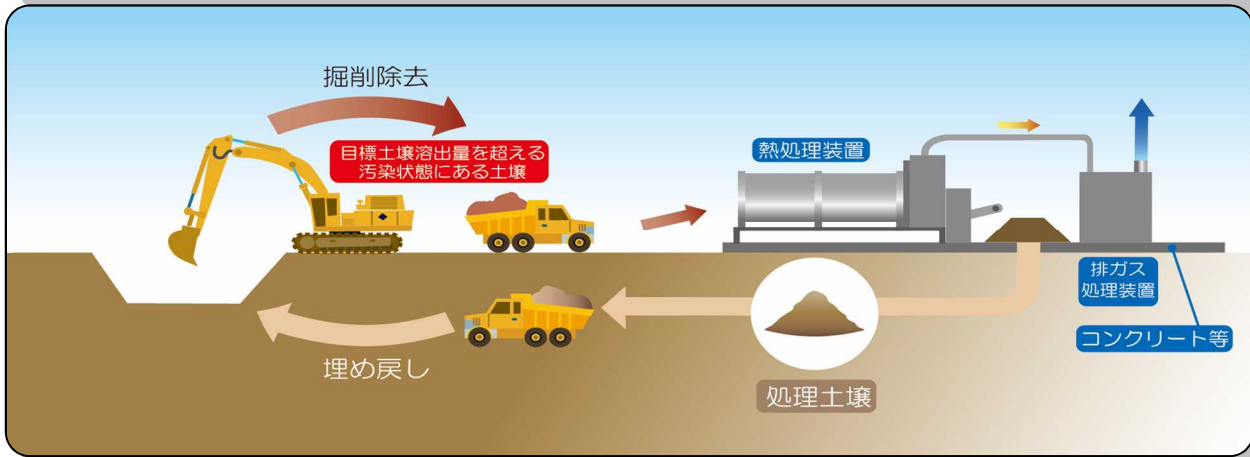 掘削除去
目標土壌溶出量を超える
汚染状態にある土壌
熱処理装置
排ガス
処理装置
コンクリート等
埋め戻し
処理土壌